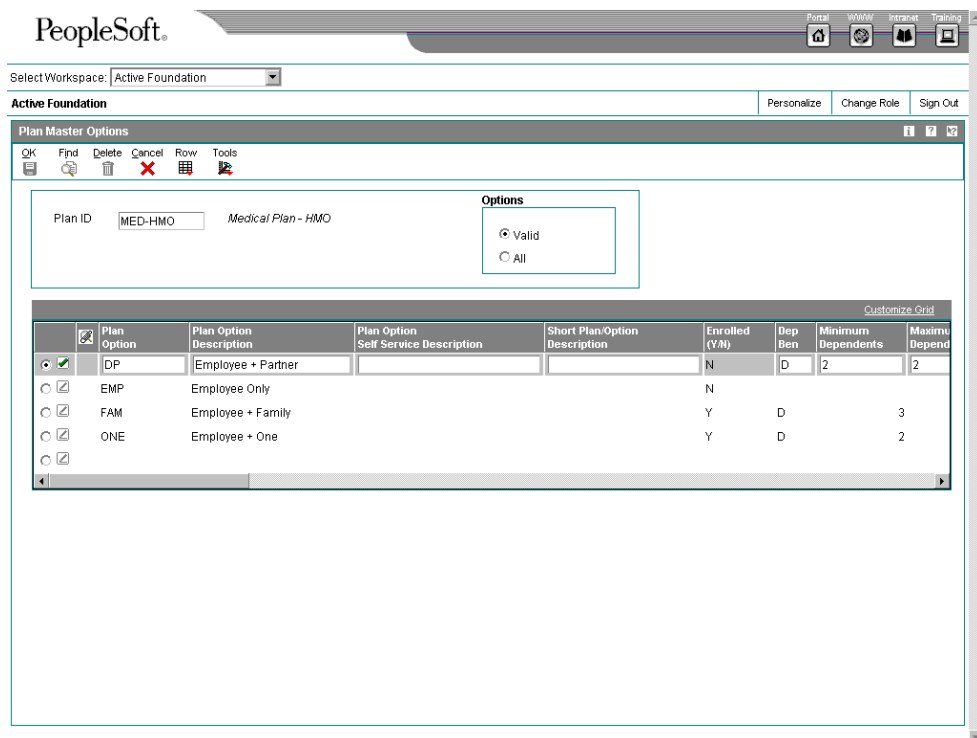 PeopleSoft®
Portal WWW Intranet Training
Select Workspace: Active Foundation
Active Foundation Personalize Change Role Sign Out
Plan Master Options
OK Find Delete Cancel Row Tools
Options
Plan ID MED-HMO Medical Plan - HMO
Valid
All
Customize Grid
Plan Option Plan Option Description Plan Option Self Service Description Short Plan/Option Description Enrolled (Y/N) Dep Ben Minimum Dependents Maximu Depend
DP Employee + Partner N D 2 2
EMP Employee Only N
FAM Employee + Family Y D 3
ONE Employee + One Y D 2